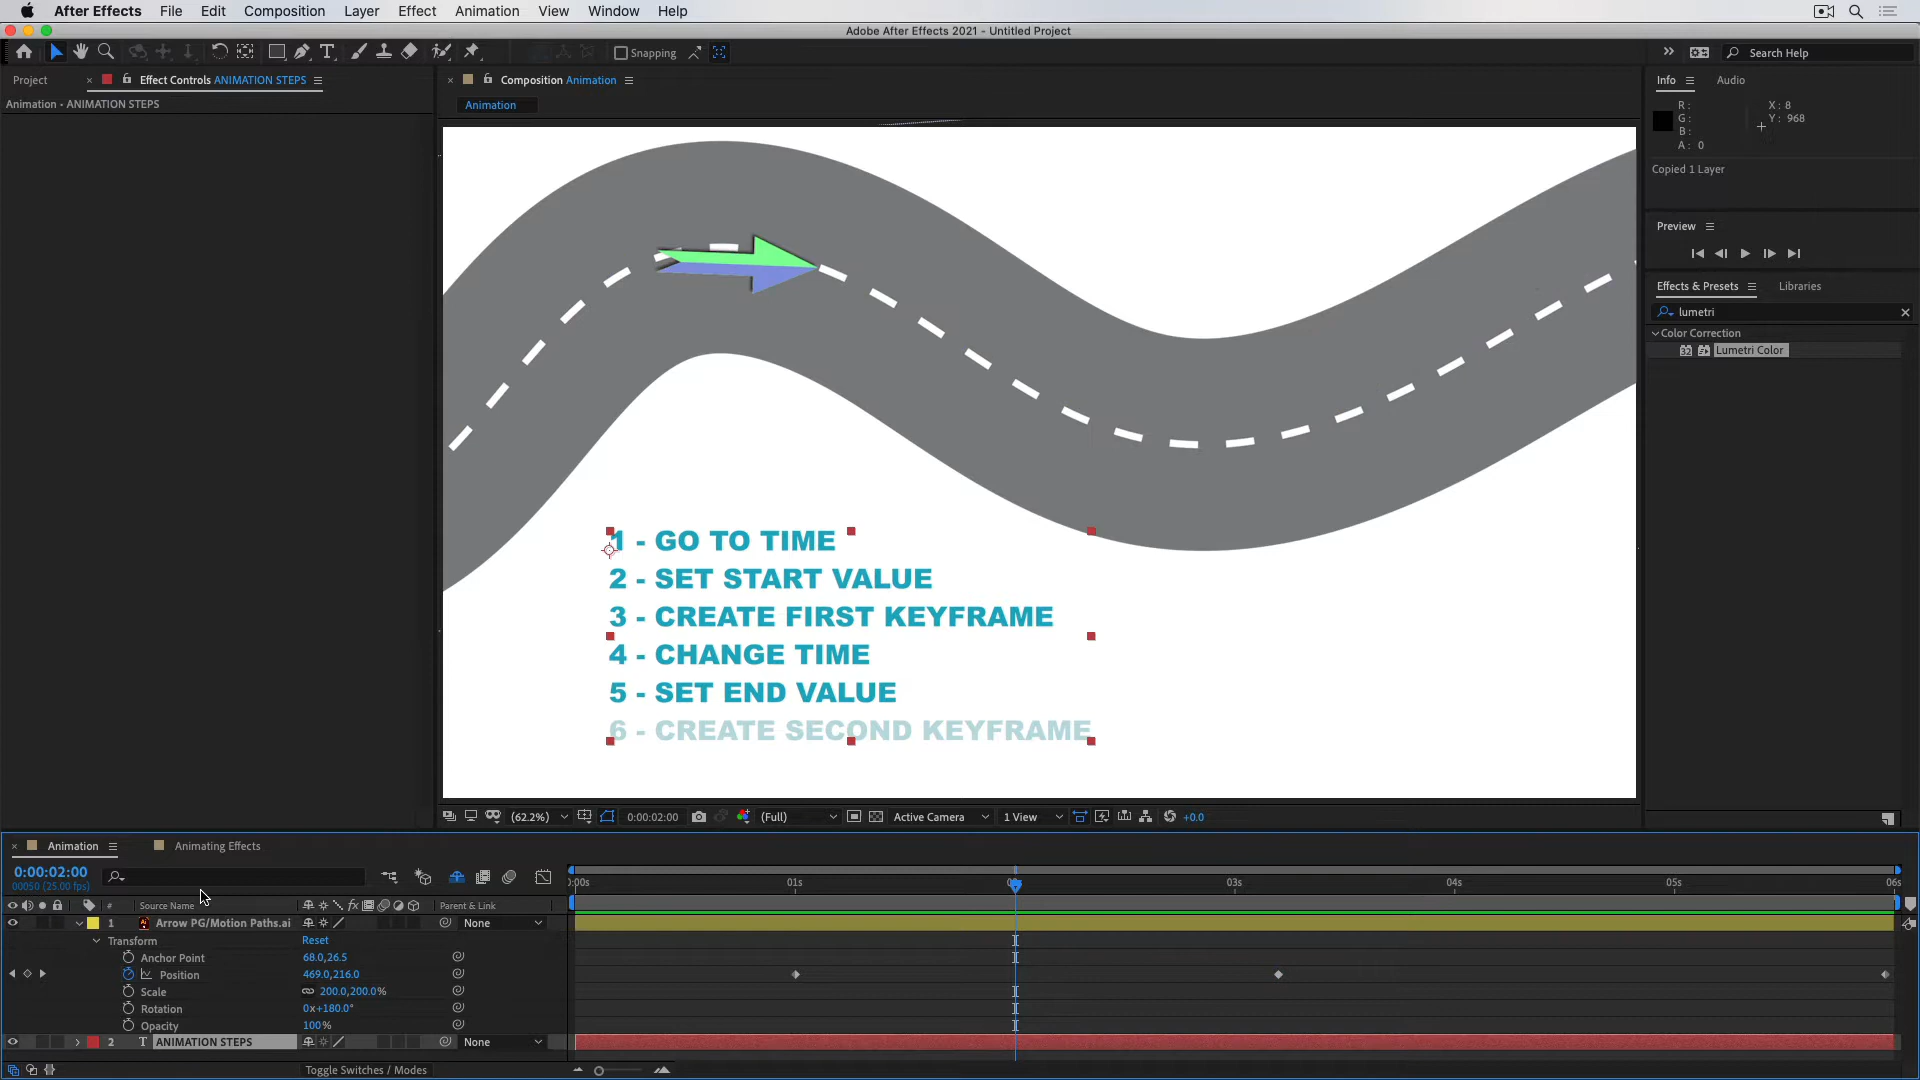 After Effects File Edit Composition Layer Effect Animation View Window Help
Adobe After Effects 2021 - Untitled Project
Snapping
Search Help
Project
Effect Controls ANIMATION STEPS
Composition Animation
Info
Audio
Animation - ANIMATION STEPS
Animation
R :
G :
B :
A : 0
X : 8
Y : 968
Copied 1 Layer
Preview
Effects & Presets
Libraries
lumetri
Color Correction
32
Lumetri Color
1 - GO TO TIME
2 - SET START VALUE
3 - CREATE FIRST KEYFRAME
4 - CHANGE TIME
5 - SET END VALUE
6 - CREATE SECOND KEYFRAME
(62.2%)
0:00:02:00
(Full)
Active Camera
1 View
+0.0
Animation
Animating Effects
0:00:02:00
00050 (25.00 fps)
:00s 01s 03s 04s 05s 06s
# Source Name
fx
Parent & Link
1 Arrow PG/Motion Paths.ai
None
Transform
Reset
Anchor Point
68.0,26.5
Position
469.0,216.0
Scale
200.0,200.0%
Rotation
0x+180.0°
Opacity
100%
2 T ANIMATION STEPS
None
Toggle Switches / Modes